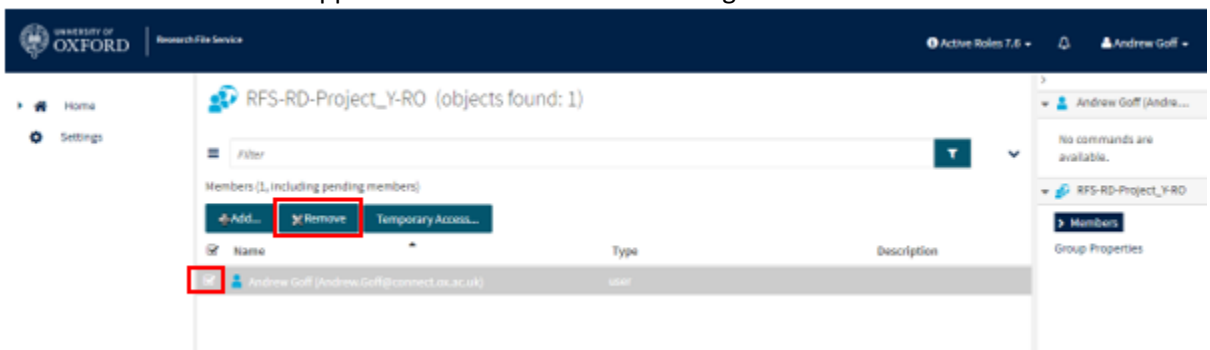 UNIVERSITY OF
OXFORD
Research File Service
Active Roles 7.6
Andrew Goff
Home
Settings
RFS-RD-Project_Y-RO (objects found: 1)
Filter
Members (1, including pending members)
Add...
Remove
Temporary Access...
Name
Type
Description
Andrew Goff (Andrew.Goff@connect.ox.ac.uk)
user
>
Andrew Goff (Andre....
No commands are
available.
RFS-RD-Project_Y-RO
> Members
Group Properties